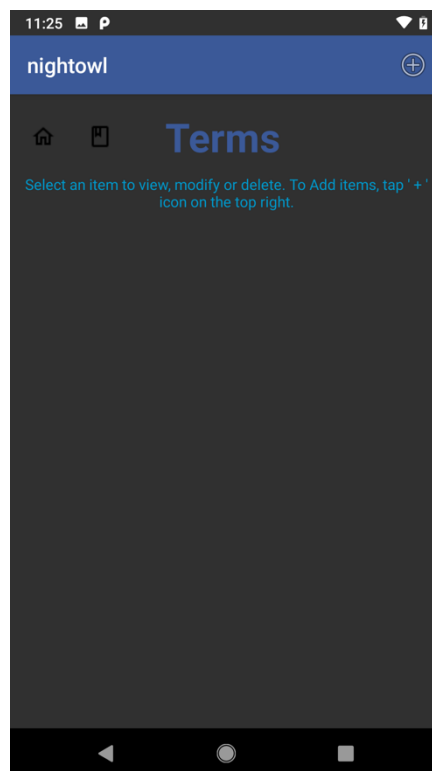 11:25
nightowl
Terms
Select an item to view, modify or delete. To Add items, tap ' + '
icon on the top right.